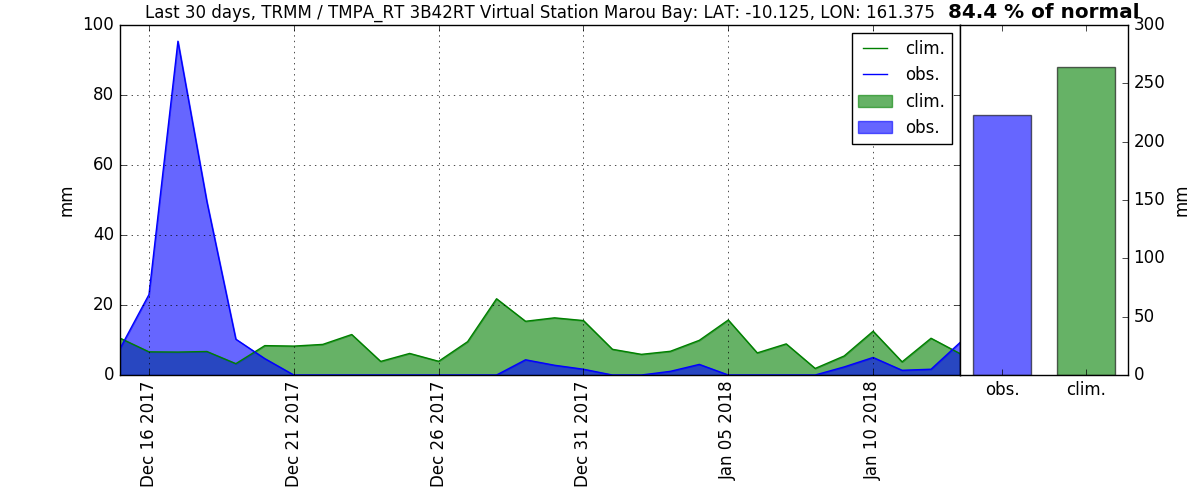 Last 30 days, TRMM / TMPA_RT 3B42RT Virtual Station Marou Bay: LAT: -10.125, LON: 161.375 84.4 % of normal
clim.
obs.
clim.
obs.
mm
100
80
60
40
20
0
Dec 16 2017
Dec 21 2017
Dec 26 2017
Dec 31 2017
Jan 05 2018
Jan 10 2018
obs.
clim.
300
250
200
150
100
50
0
mm